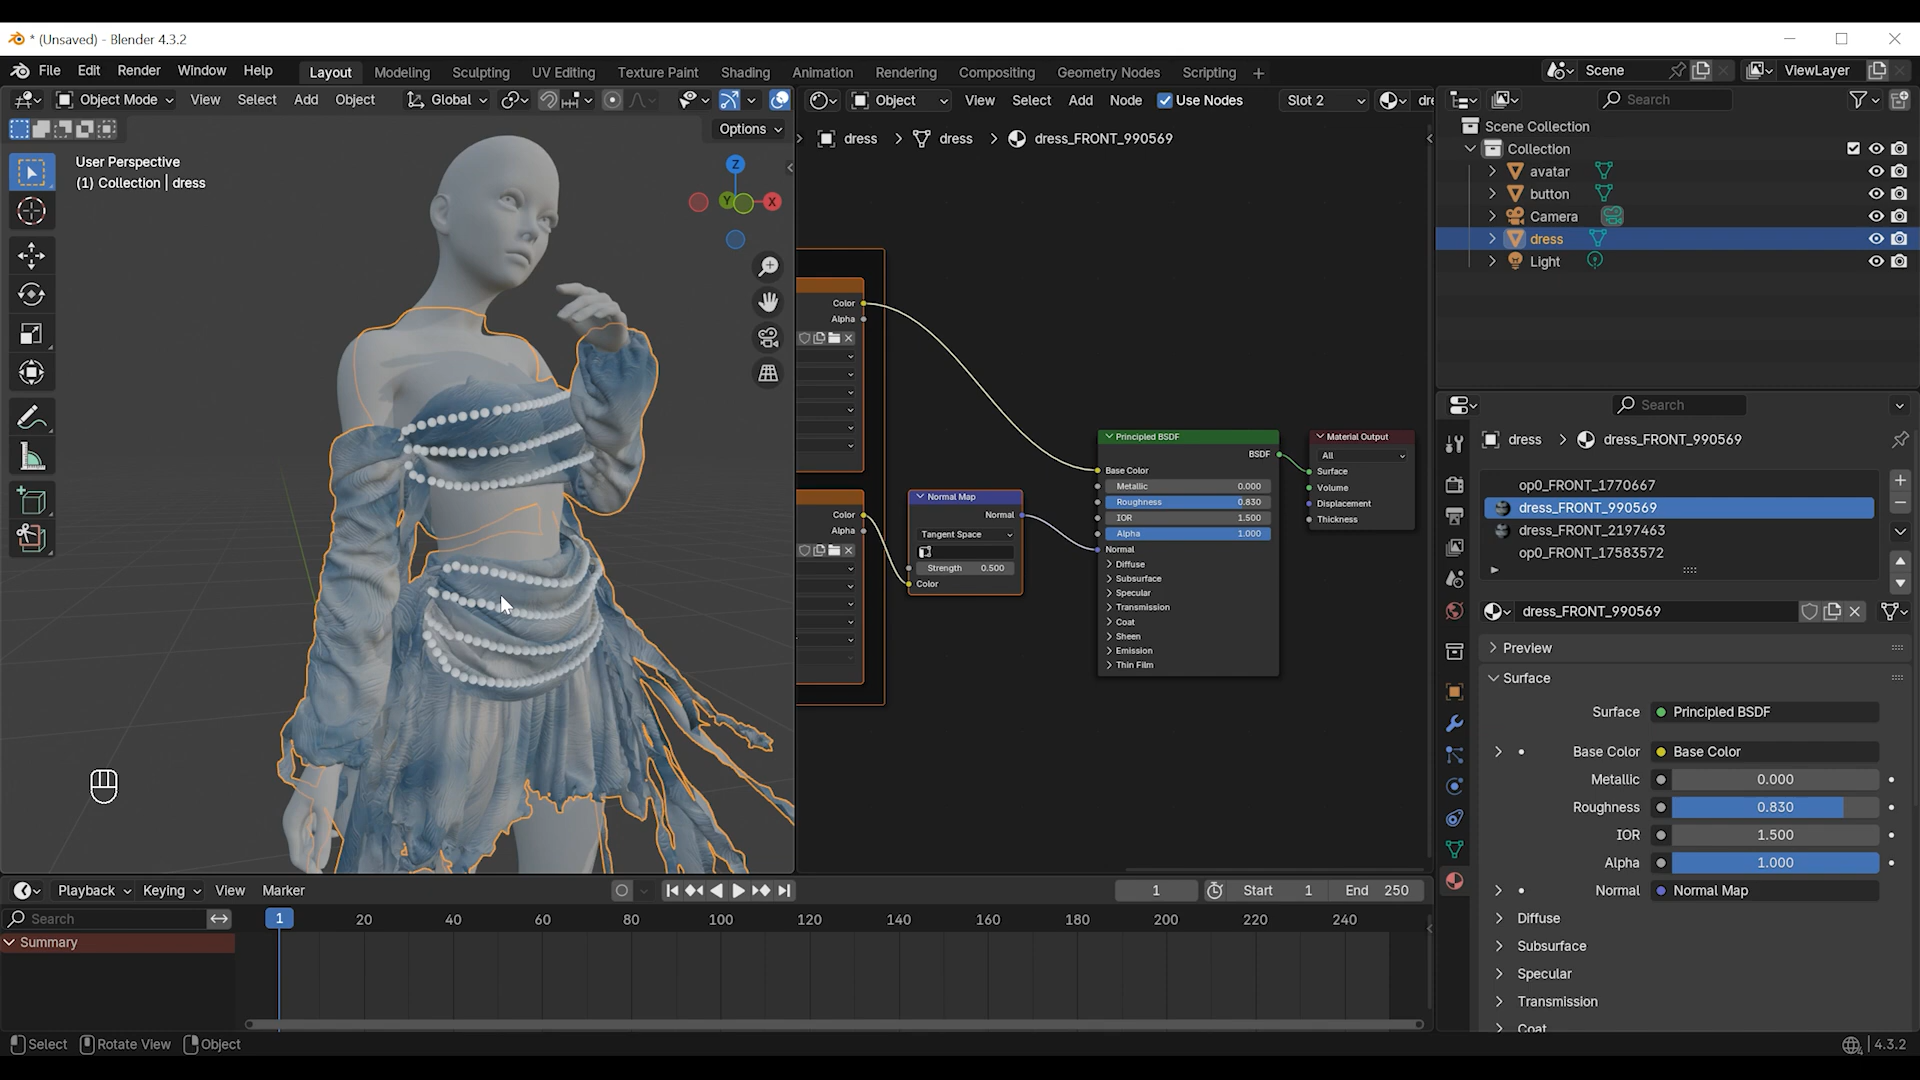 * (Unsaved) - Blender 4.3.2
File Edit Render Window Help Layout Modeling Sculpting UV Editing Texture Paint Shading Animation Rendering Compositing Geometry Nodes Scripting + Scene ViewLayer
Object Mode View Select Add Object Global
Object View Select Add Node Use Nodes Slot 2 dre
Search
Options
User Perspective
(1) Collection | dress
Z
Y
X
dress > dress > dress_FRONT_990569
Color
Alpha
Color
Alpha
Normal Map
Normal
Tangent Space
Strength 0.500
Color
Principled BSDF
BSDF
Base Color
Metallic 0.000
Roughness 0.830
IOR 1.500
Alpha 1.000
Normal
Diffuse
Subsurface
Specular
Transmission
Coat
Sheen
Emission
Thin Film
Material Output
All
Surface
Volume
Displacement
Thickness
Scene Collection
Collection
avatar
button
Camera
dress
Light
Search
dress > dress_FRONT_990569
op0_FRONT_1770667
dress_FRONT_990569
dress_FRONT_2197463
op0_FRONT_17583572
dress_FRONT_990569
Preview
Surface
Surface Principled BSDF
Base Color Base Color
Metallic 0.000
Roughness 0.830
IOR 1.500
Alpha 1.000
Normal Normal Map
Diffuse
Subsurface
Specular
Transmission
Coat
Playback Keying View Marker 1 Start 1 End 250
Search
1 20 40 60 80 100 120 140 160 180 200 220 240
Summary
Select Rotate View Object 4.3.2